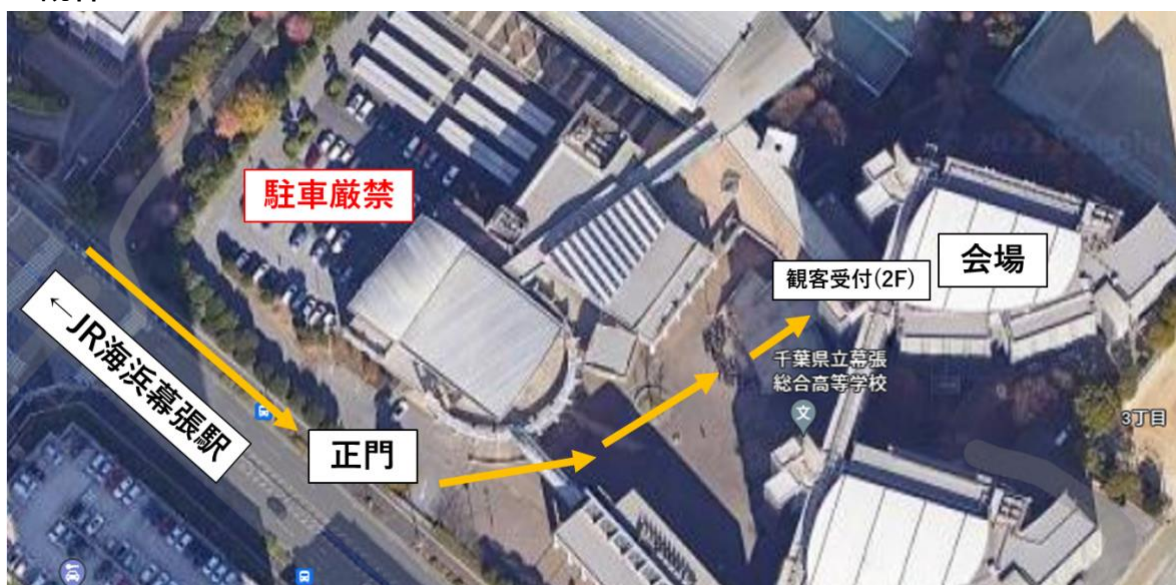 駐車厳禁
会場
観客受付(2F)
←JR海浜幕張駅
千葉県立幕張
総合高等学校
文
3丁目
正門